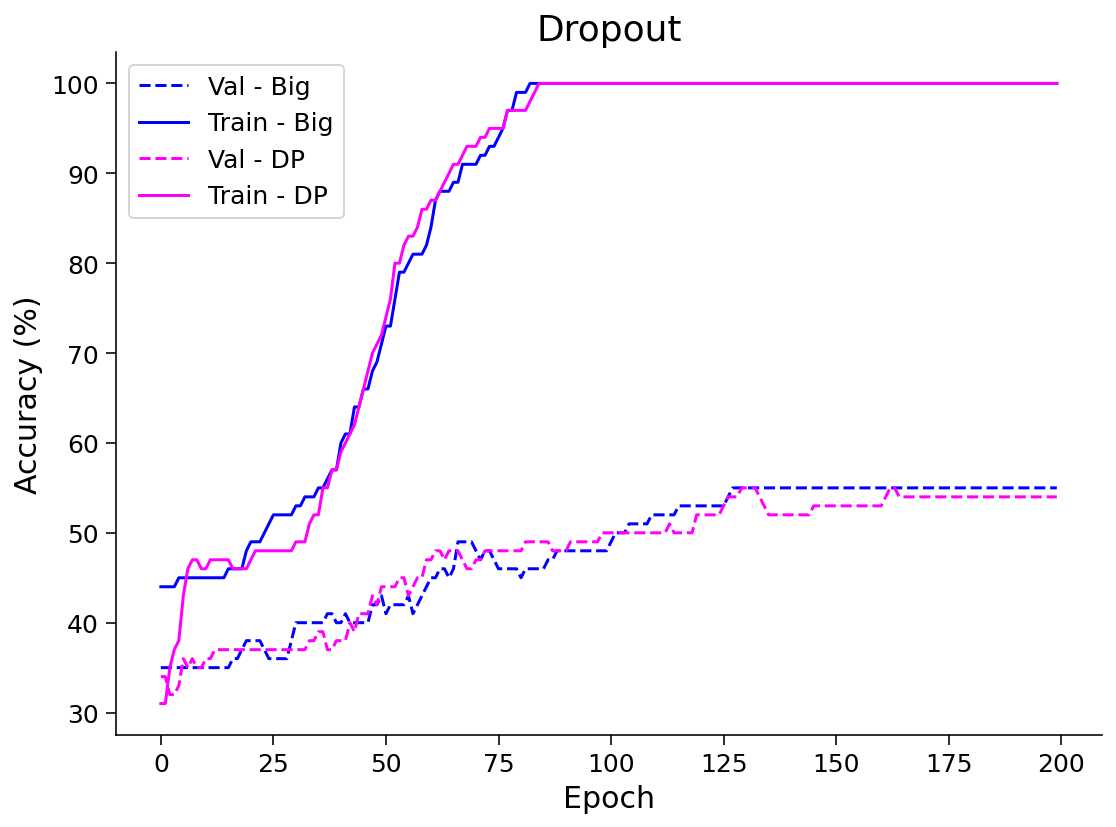 Dropout
Val - Big
Train - Big
Val - DP
Train - DP
Accuracy (%)
100
90
80
70
60
50
40
30
0 25 50 75 100 125 150 175 200
Epoch